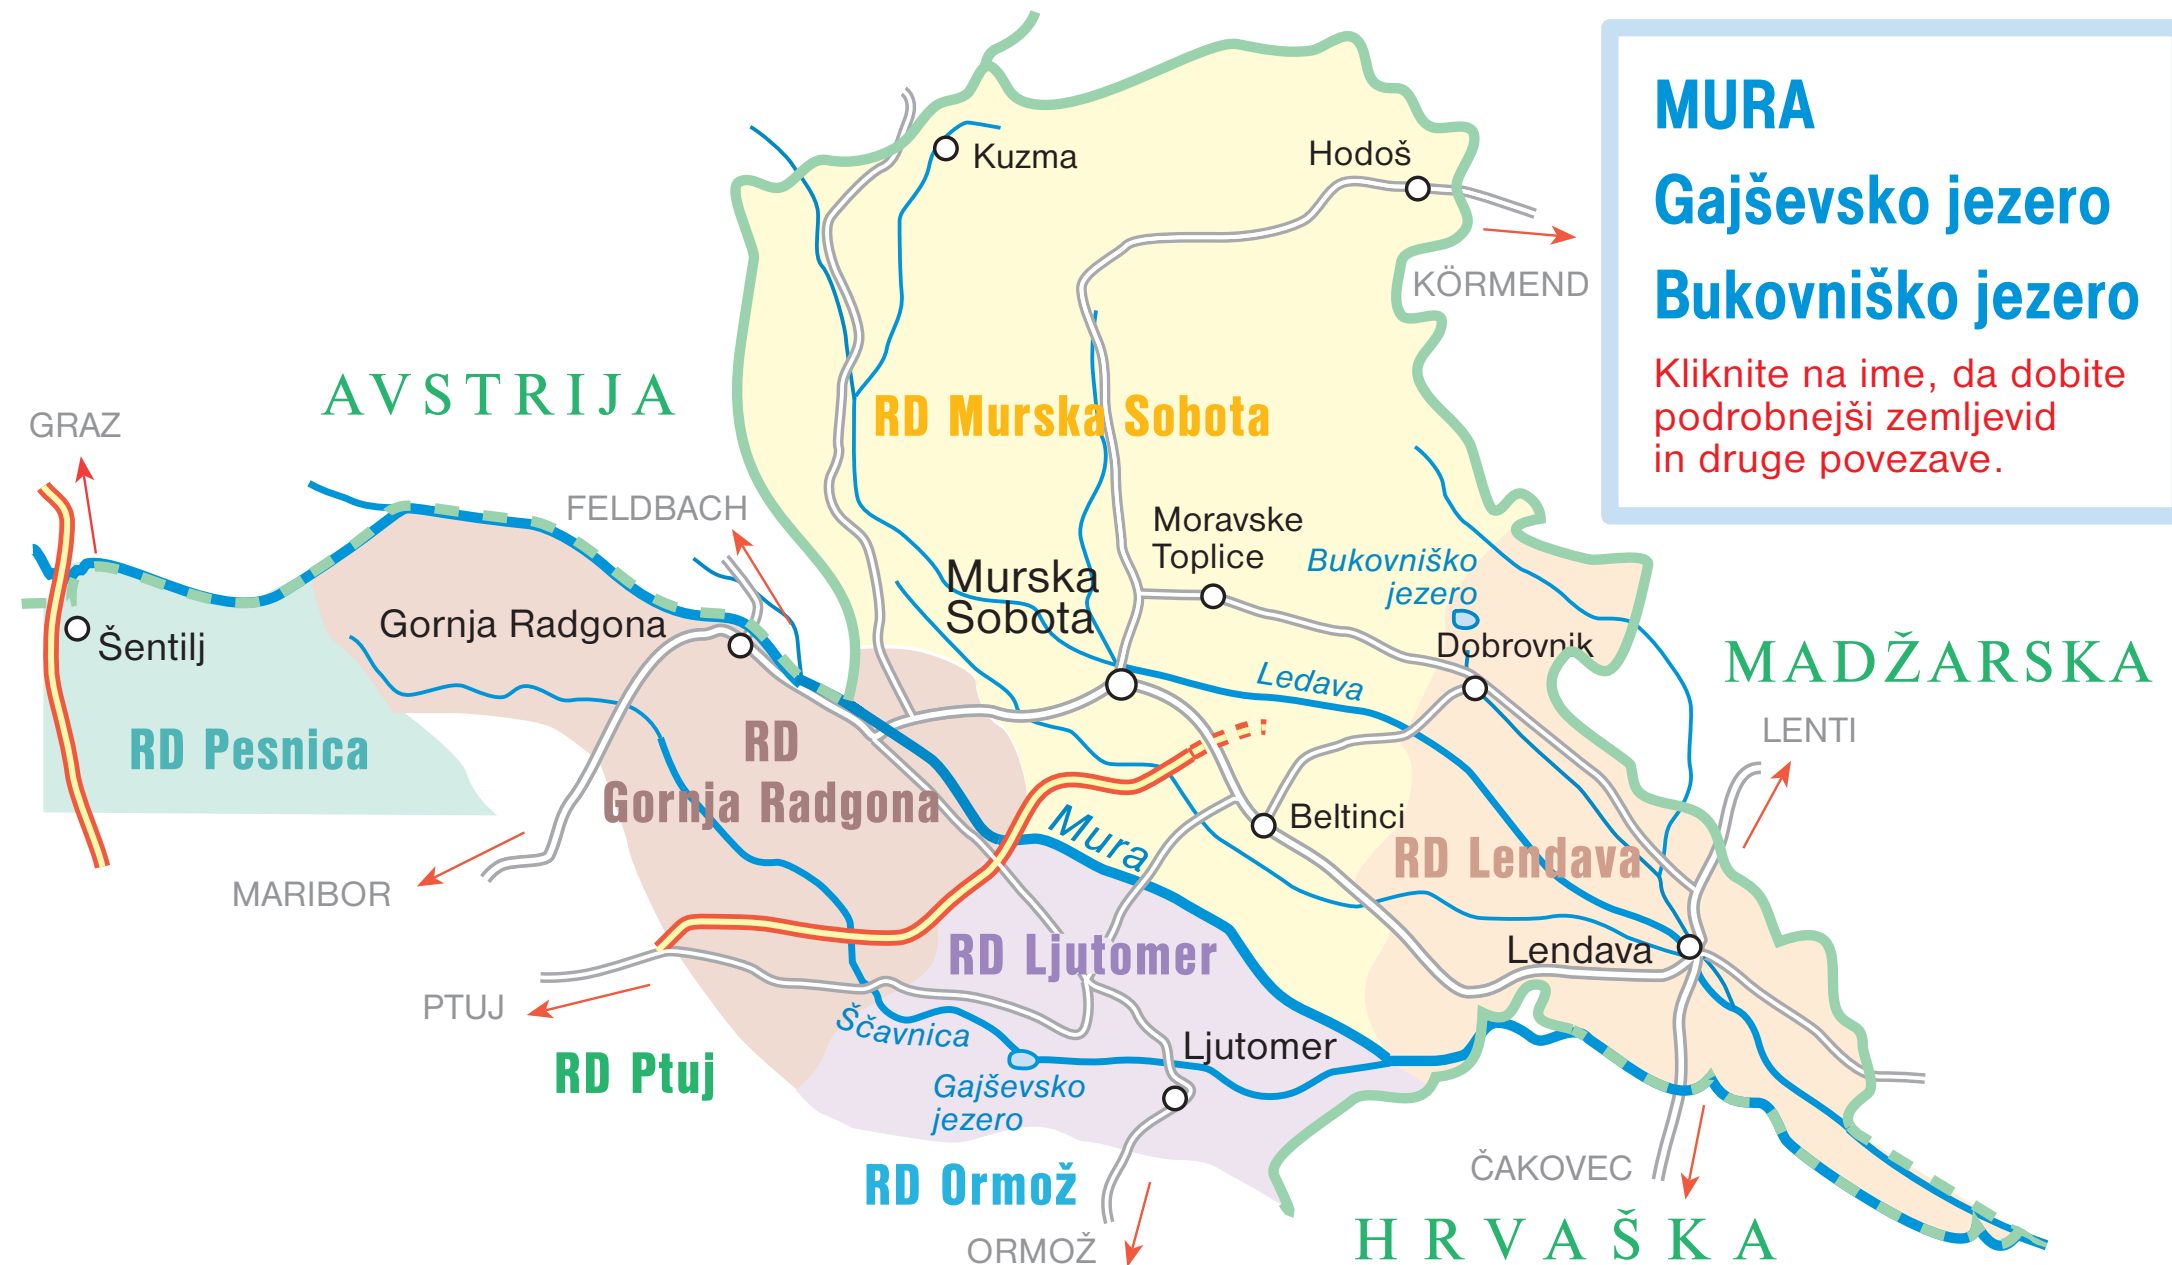 MURA
Gajševsko jezero
Bukovniško jezero
Kliknite na ime, da dobite
podrobnejši zemljevid
in druge povezave.
Kuzma
Hodoš
KÖRMEND
AVSTRIJA
GRAZ
RD Murska Sobota
FELDBACH
Moravske
Toplice
Bukovniško
jezero
Murska
Sobota
Gornja Radgona
Šentilj
Dobrovnik
MADŽARSKA
Ledava
LENTI
RD Pesnica
RD
Gornja Radgona
Mura
Beltinci
RD Lendava
MARIBOR
RD Ljutomer
Lendava
PTUJ
Ščavnica
Ljutomer
RD Ptuj
Gajševsko
jezero
ČAKOVEC
RD Ormož
ORMOŽ
HRVAŠKA